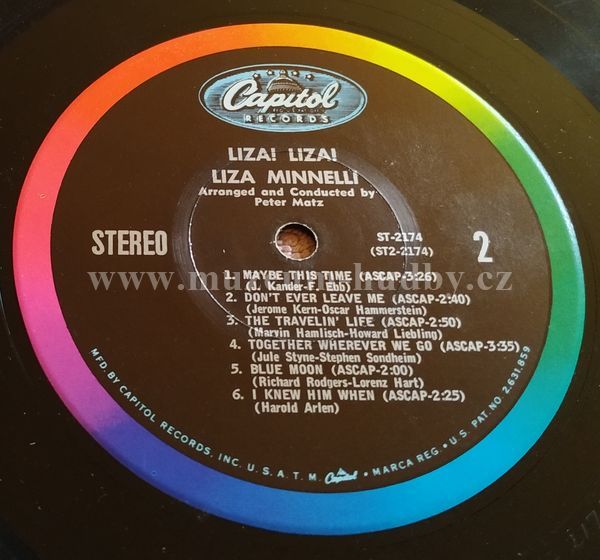 Capitol
RECORDS
LIZA! LIZA!
LIZA MINNELLI
Arranged and Conducted by
Peter Matz
STEREO
ST-2174
(ST2-2174)
2
1. MAYBE THIS TIME (ASCAP-3:26)
Kander-F. Ebb)
2. DON'T EVER LEAVE ME (ASCAP-2:40)
(Jerome Kern-Oscar Hammerstein)
3. THE TRAVELIN' LIFE (ASCAP-2:50)
(Marvin Hamlisch-Howard Liebling)
4. TOGETHER WHEREVER WE GO (ASCAP-3:35)
(Jule Styne-Stephen Sondheim)
5. BLUE MOON (ASCAP-2:00)
(Richard Rodgers-Lorenz Hart)
6. I KNEW HIM WHEN (ASCAP-2:25)
(Harold Arlen)
MFD. BY CAPITOL RECORDS, INC. U.S.A. T.M. Capitol • MARCA REG. • U.S. PAT. NO. 2,631,859